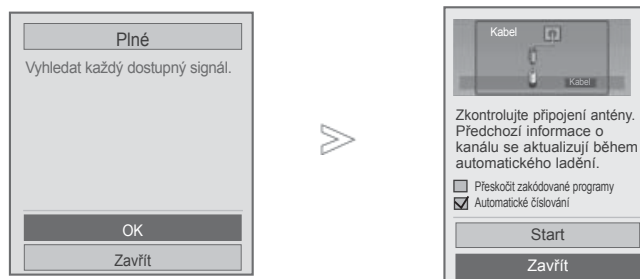 Plné
Vyhledat každý dostupný signál.
OK
Zavřít
Kabel
Kabel
Zkontrolujte připojení antény.
Předchozí informace o
kanálu se aktualizují během
automatického ladění.
Přeskočit zakódované programy
Automatické číslování
Start
Zavřít